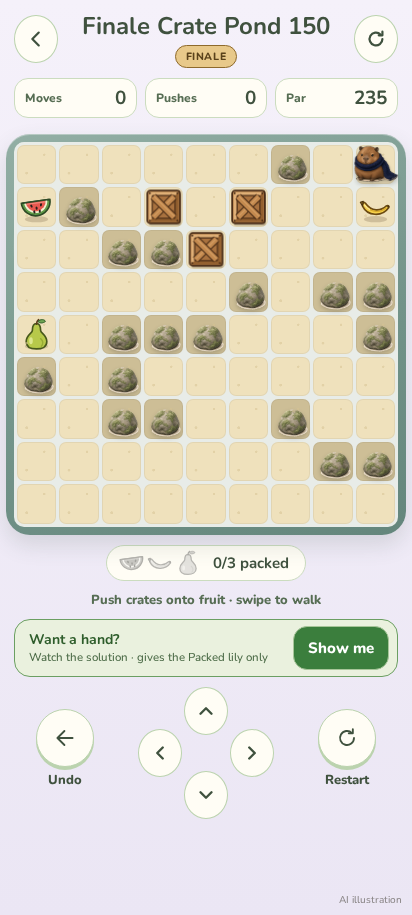 Finale Crate Pond 150
FINALE
Moves 0
Pushes 0
Par 235
0/3 packed
Push crates onto fruit · swipe to walk
Want a hand?
Watch the solution · gives the Packed lily only
Show me
Undo
Restart
AI illustration